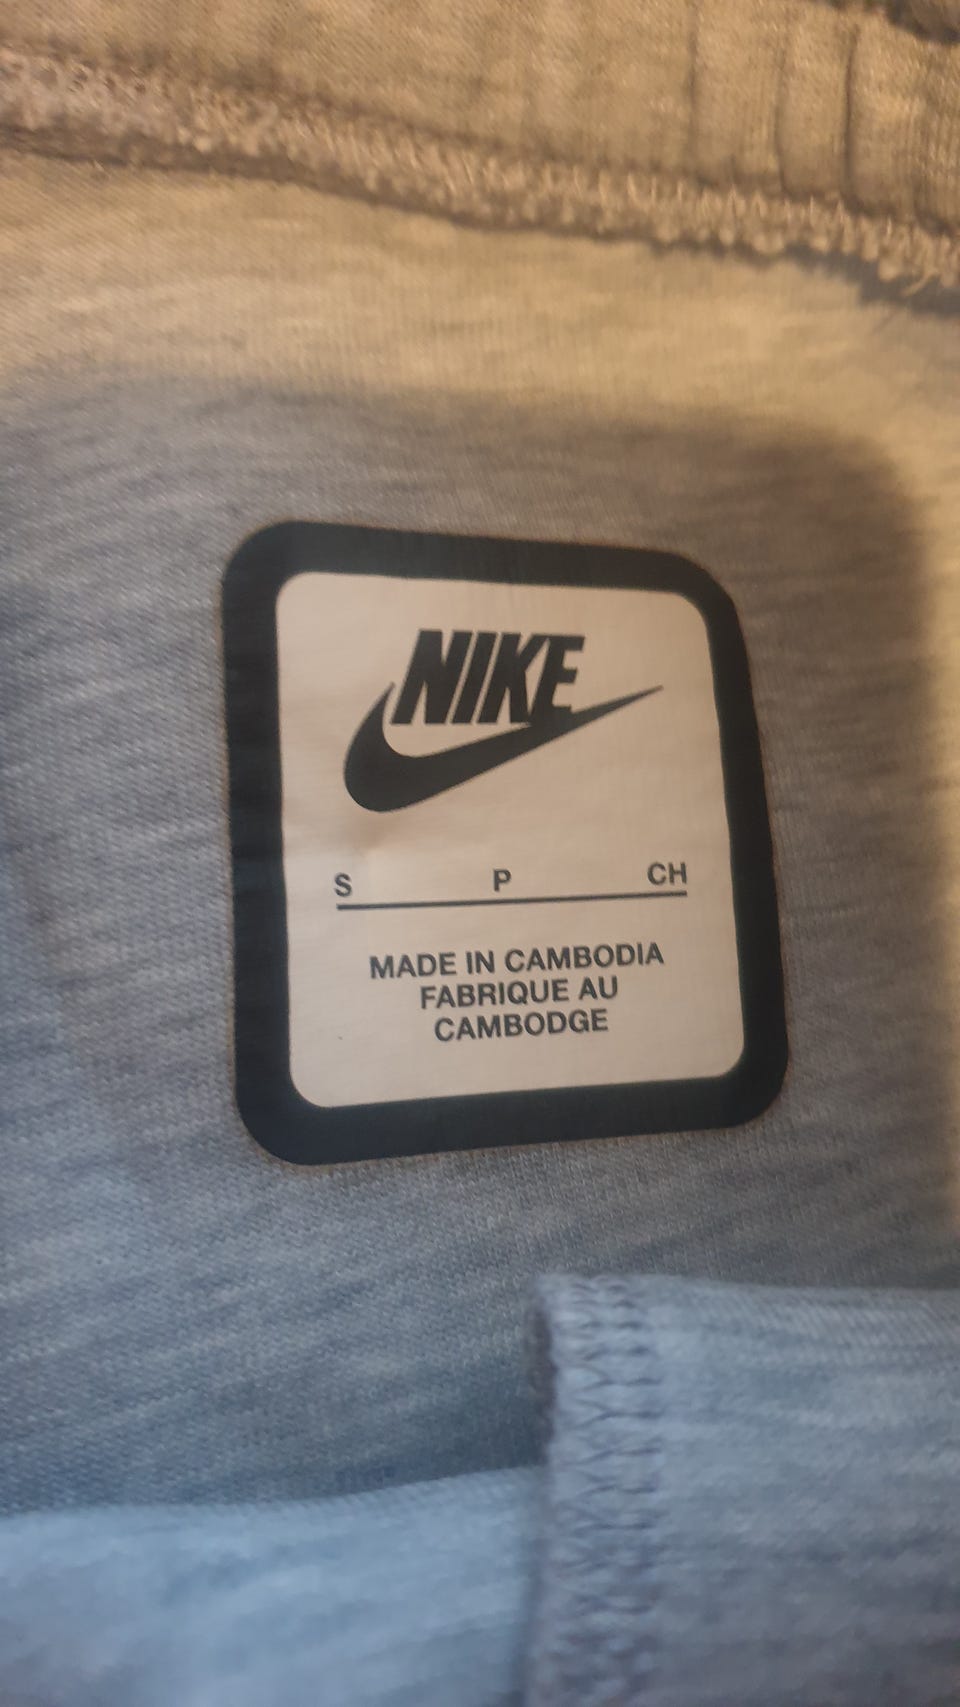 NIKE
S P CH
MADE IN CAMBODIA
FABRIQUE AU
CAMBODGE